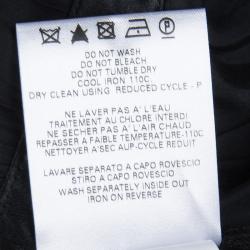 DO NOT WASH
DO NOT BLEACH
DO NOT TUMBLE DRY
COOL IRON 110C.
DRY CLEAN USING REDUCED CYCLE - P
NE LAVER PAS A' L'EAU
TRAITEMENT AU CHLORE INTERDI
NE SECHER PAS A' L'AIR CHAUD
REPASSER A FAIBLE TEMPERATURE-110C
NETTOYER A'SEC AUP-CYCLE REDUIT
LAVARE SEPARATO A CAPO ROVESCIO
STIRO A CAPO ROVESCIO
WASH SEPARATELY INSIDE OUT
IRON ON REVERSE